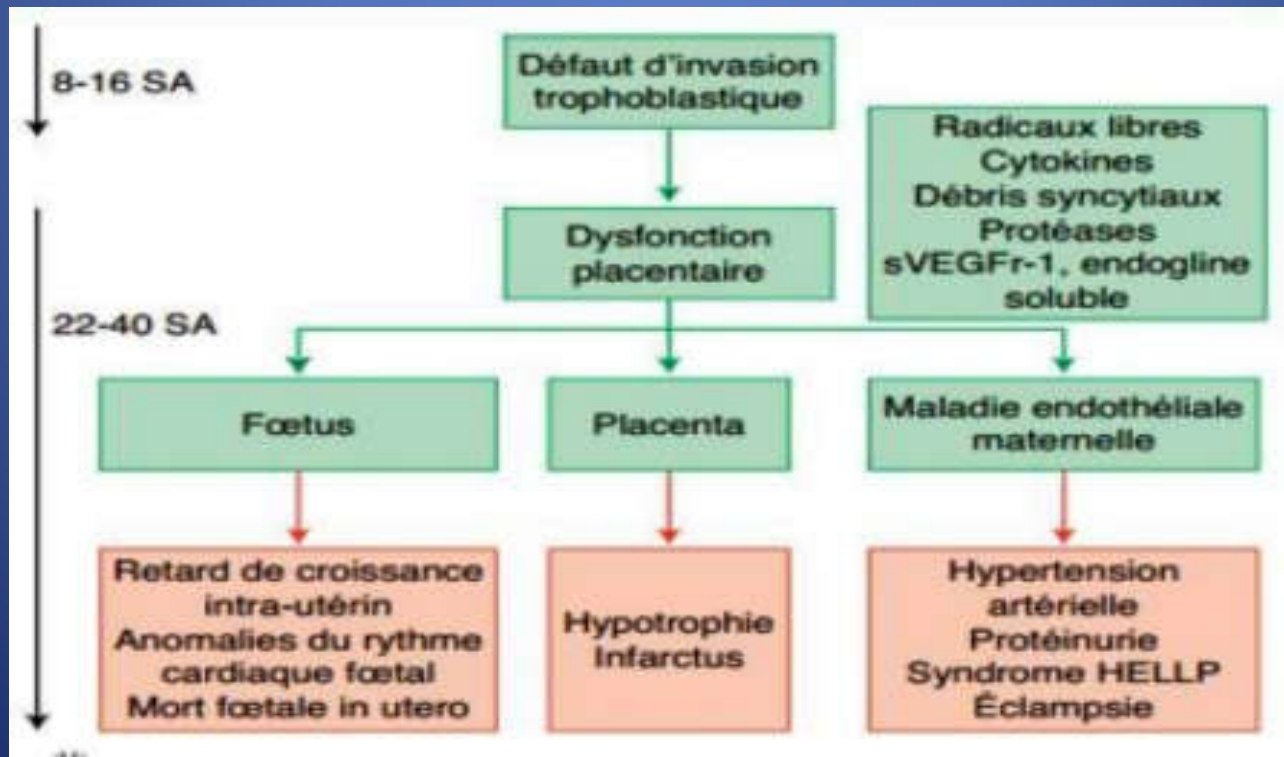 8-16 SA
Défaut d'invasion
trophoblastique
Radicaux libres
Cytokines
Débris syncytiaux
Protéases
sVEGFr-1, endogline
soluble
Dysfonction
placentaire
22-40 SA
Fœtus
Placenta
Maladie endothéliale
maternelle
Retard de croissance
intra-utérin
Anomalies du rythme
cardiaque fœtal
Mort fœtale in utero
Hypotrophie
Infarctus
Hypertension
artérielle
Protéinurie
Syndrome HELLP
Éclampsie